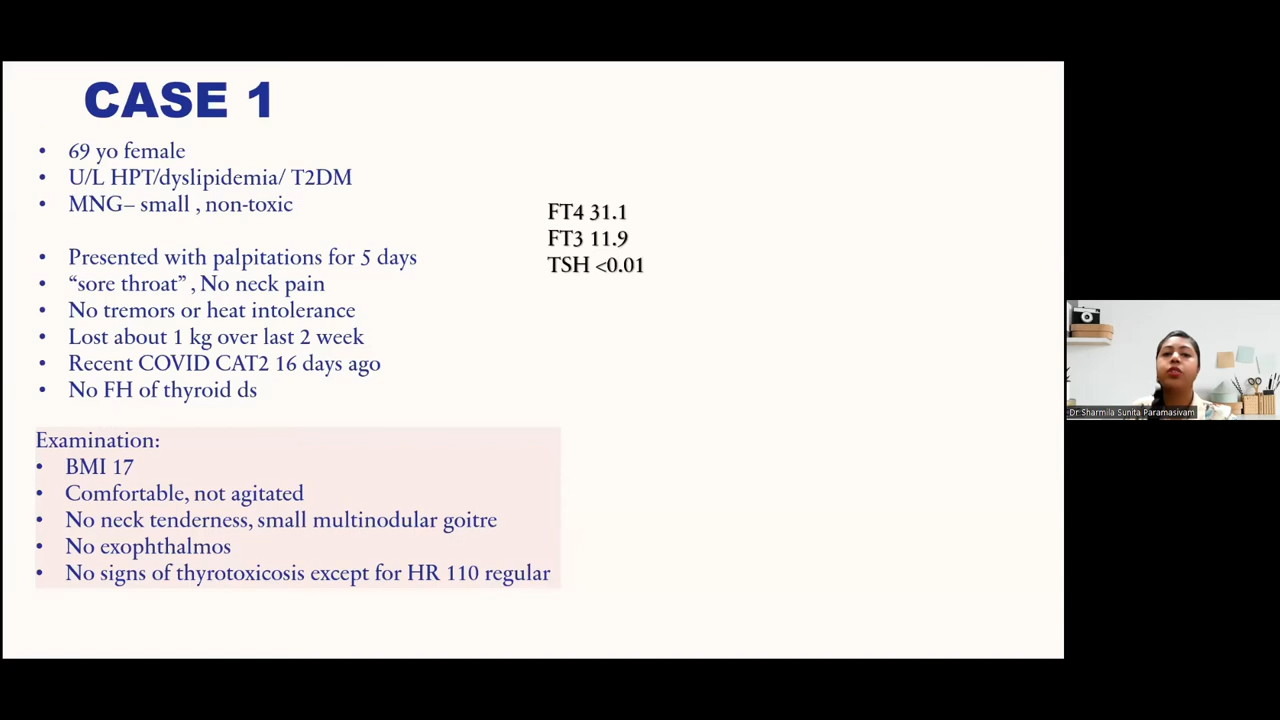 CASE 1
• 69 yo female
• U/L HPT/dyslipidemia/ T2DM
• MNG– small , non-toxic
• Presented with palpitations for 5 days
• “sore throat” , No neck pain
• No tremors or heat intolerance
• Lost about 1 kg over last 2 week
• Recent COVID CAT2 16 days ago
• No FH of thyroid ds
Examination:
• BMI 17
• Comfortable, not agitated
• No neck tenderness, small multinodular goitre
• No exophthalmos
• No signs of thyrotoxicosis except for HR 110 regular
FT4 31.1
FT3 11.9
TSH <0.01
Dr Sharmila Sunita Paramasivam